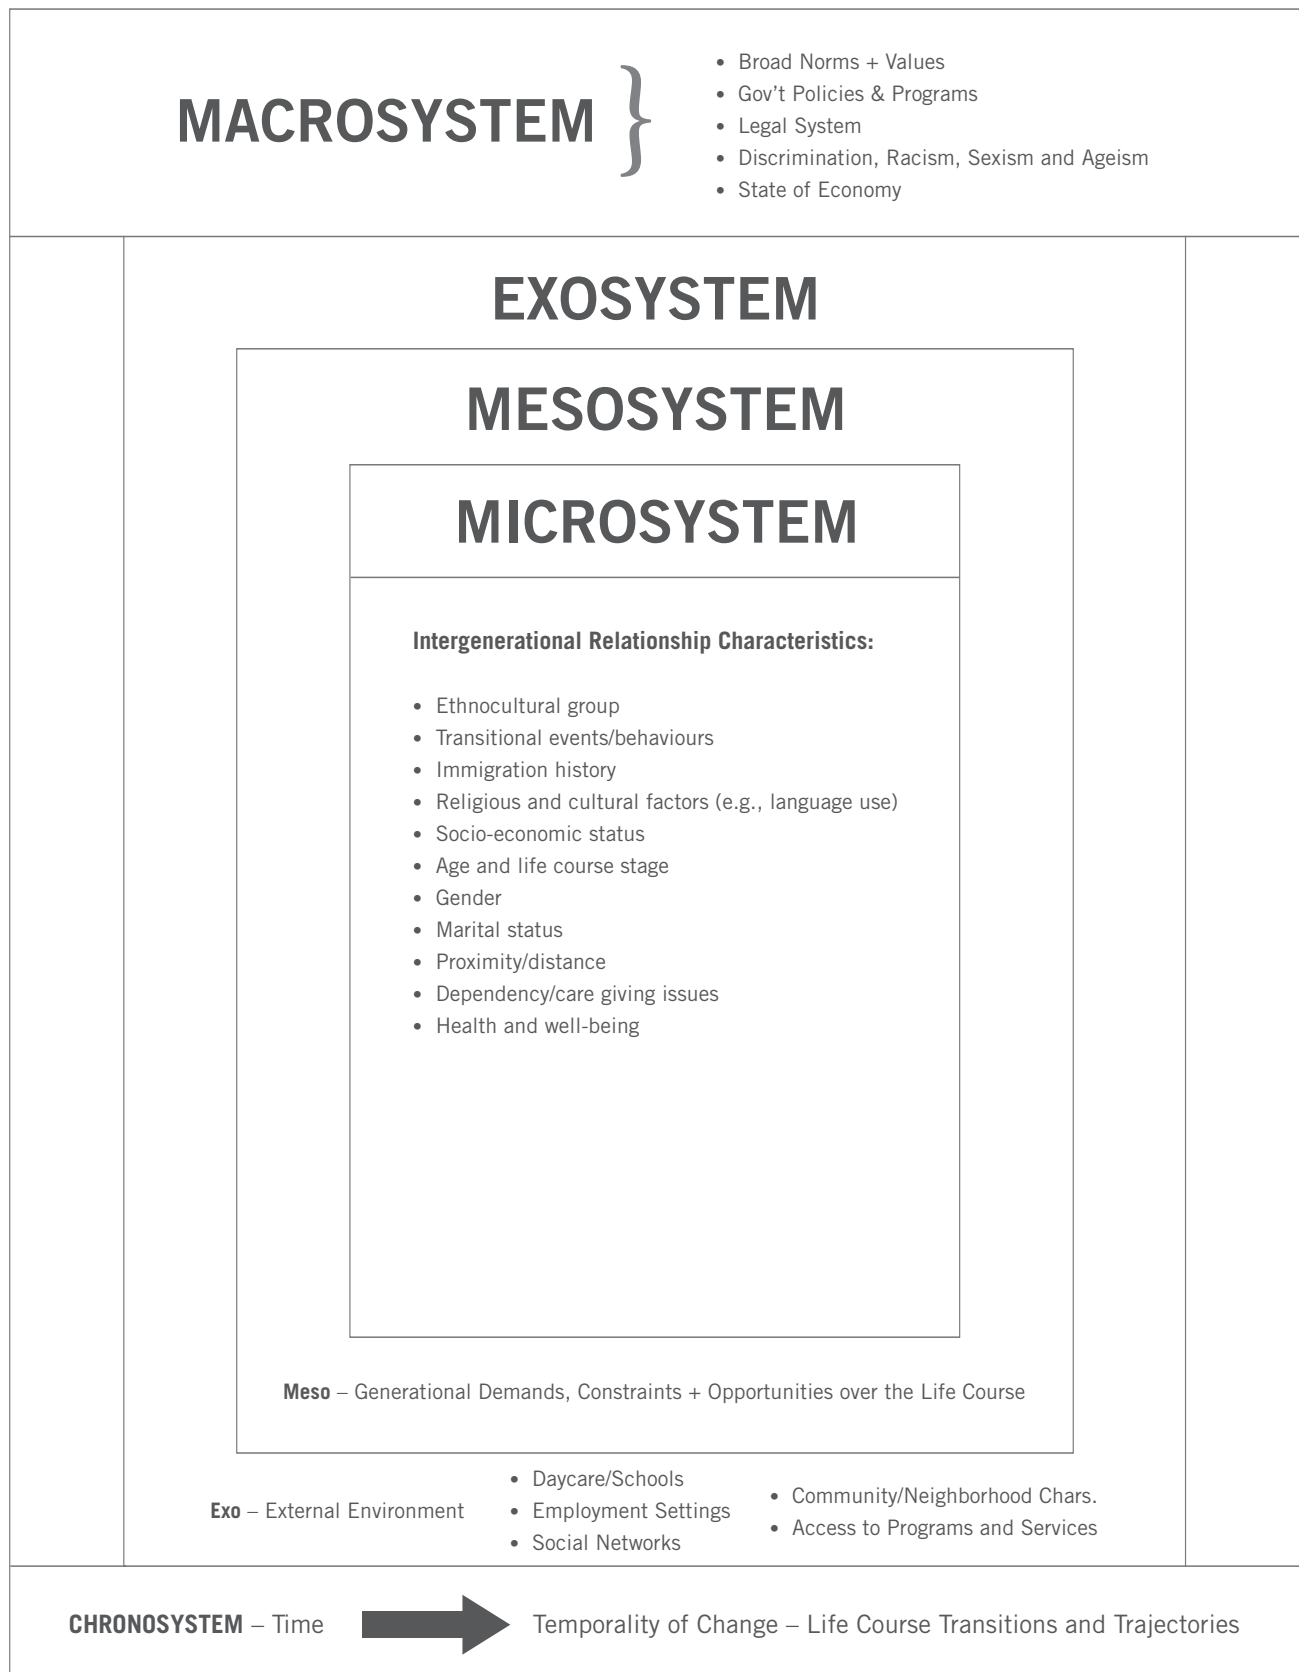 MACROSYSTEM }
• Broad Norms + Values
• Gov’t Policies & Programs
• Legal System
• Discrimination, Racism, Sexism and Ageism
• State of Economy
EXOSYSTEM
MESOSYSTEM
MICROSYSTEM
Intergenerational Relationship Characteristics:
• Ethnocultural group
• Transitional events/behaviours
• Immigration history
• Religious and cultural factors (e.g., language use)
• Socio-economic status
• Age and life course stage
• Gender
• Marital status
• Proximity/distance
• Dependency/care giving issues
• Health and well-being
Meso – Generational Demands, Constraints + Opportunities over the Life Course
Exo – External Environment
• Daycare/Schools
• Employment Settings
• Social Networks
• Community/Neighborhood Chars.
• Access to Programs and Services
CHRONOSYSTEM – Time
Temporality of Change – Life Course Transitions and Trajectories